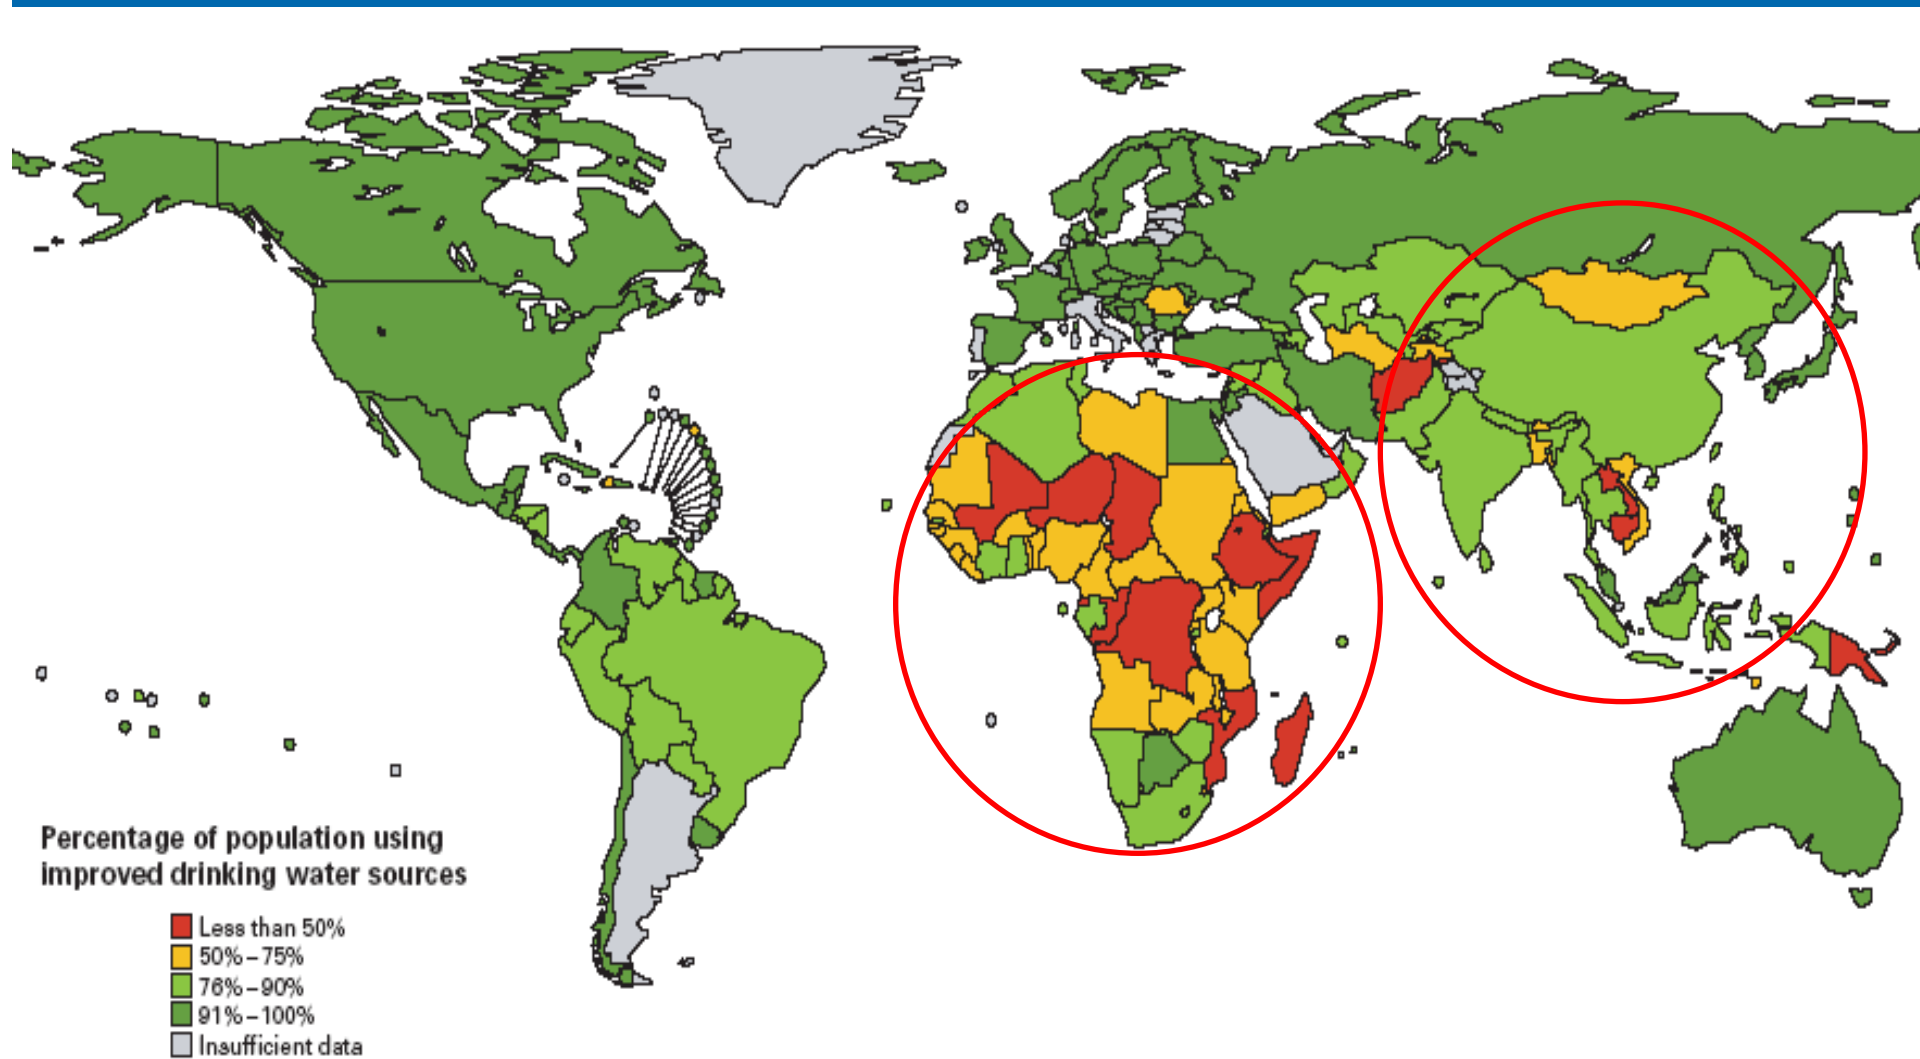 Percentage of population using
improved drinking water sources
Less than 50%
50%–75%
76%–90%
91%–100%
Insufficient data